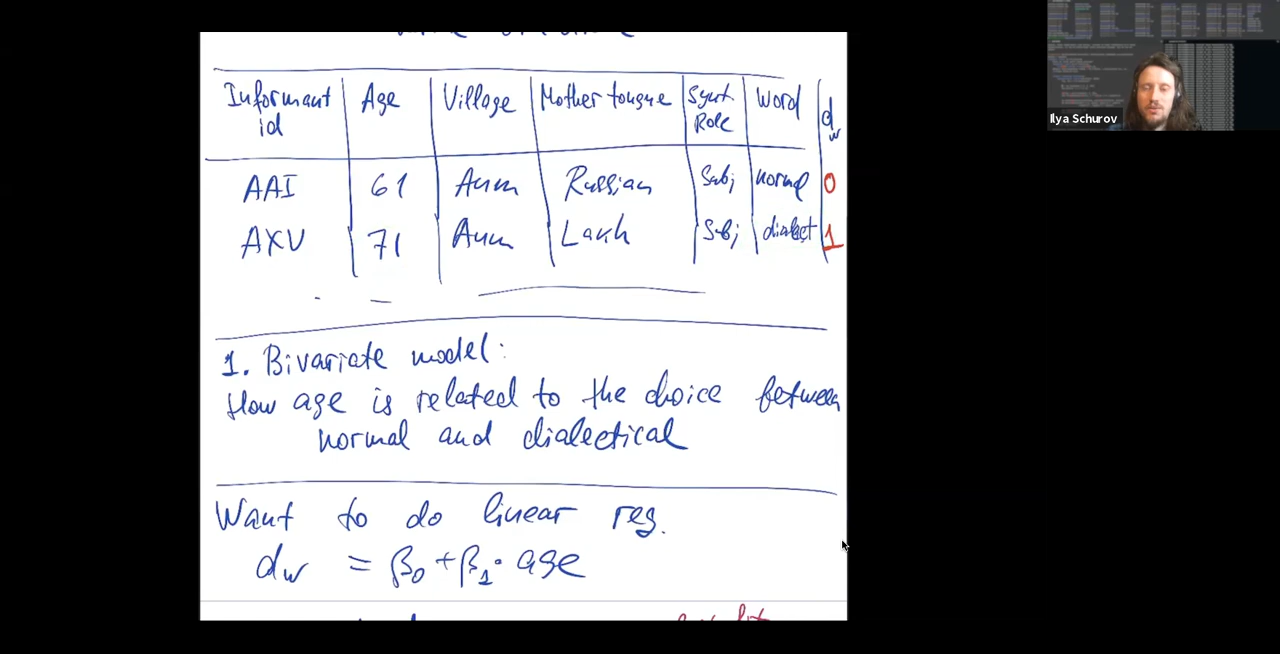 Informant id | Age | Village | Mother tongue | Synt. Role | Word | dw
AAI | 61 | | Russian | Subj | normal | 0
AXU | 71 | | Lakh | Subj | dialect | 1
1. Bivariate model:
How age is related to the choice between
normal and dialectical
Want to do linear reg.
dw = β0 + β1· age
Ilya Schurov